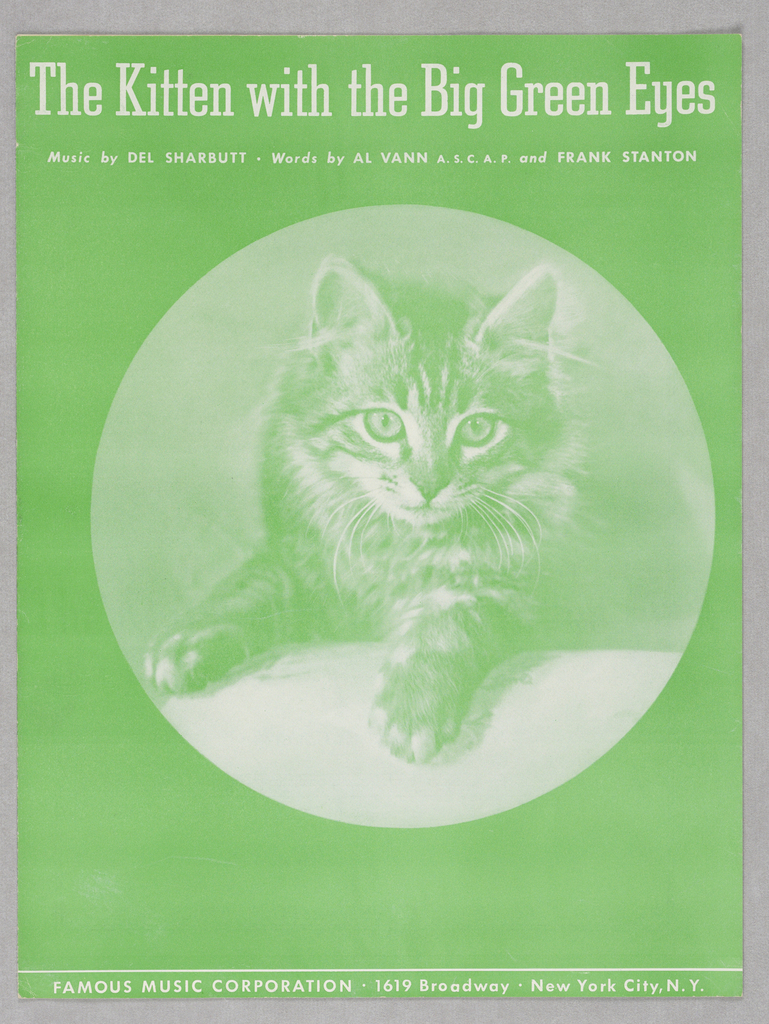 The Kitten with the Big Green Eyes
Music by DEL SHARBUTT · Words by AL VANN A. S. C. A. P. and FRANK STANTON
FAMOUS MUSIC CORPORATION · 1619 Broadway · New York City, N. Y.